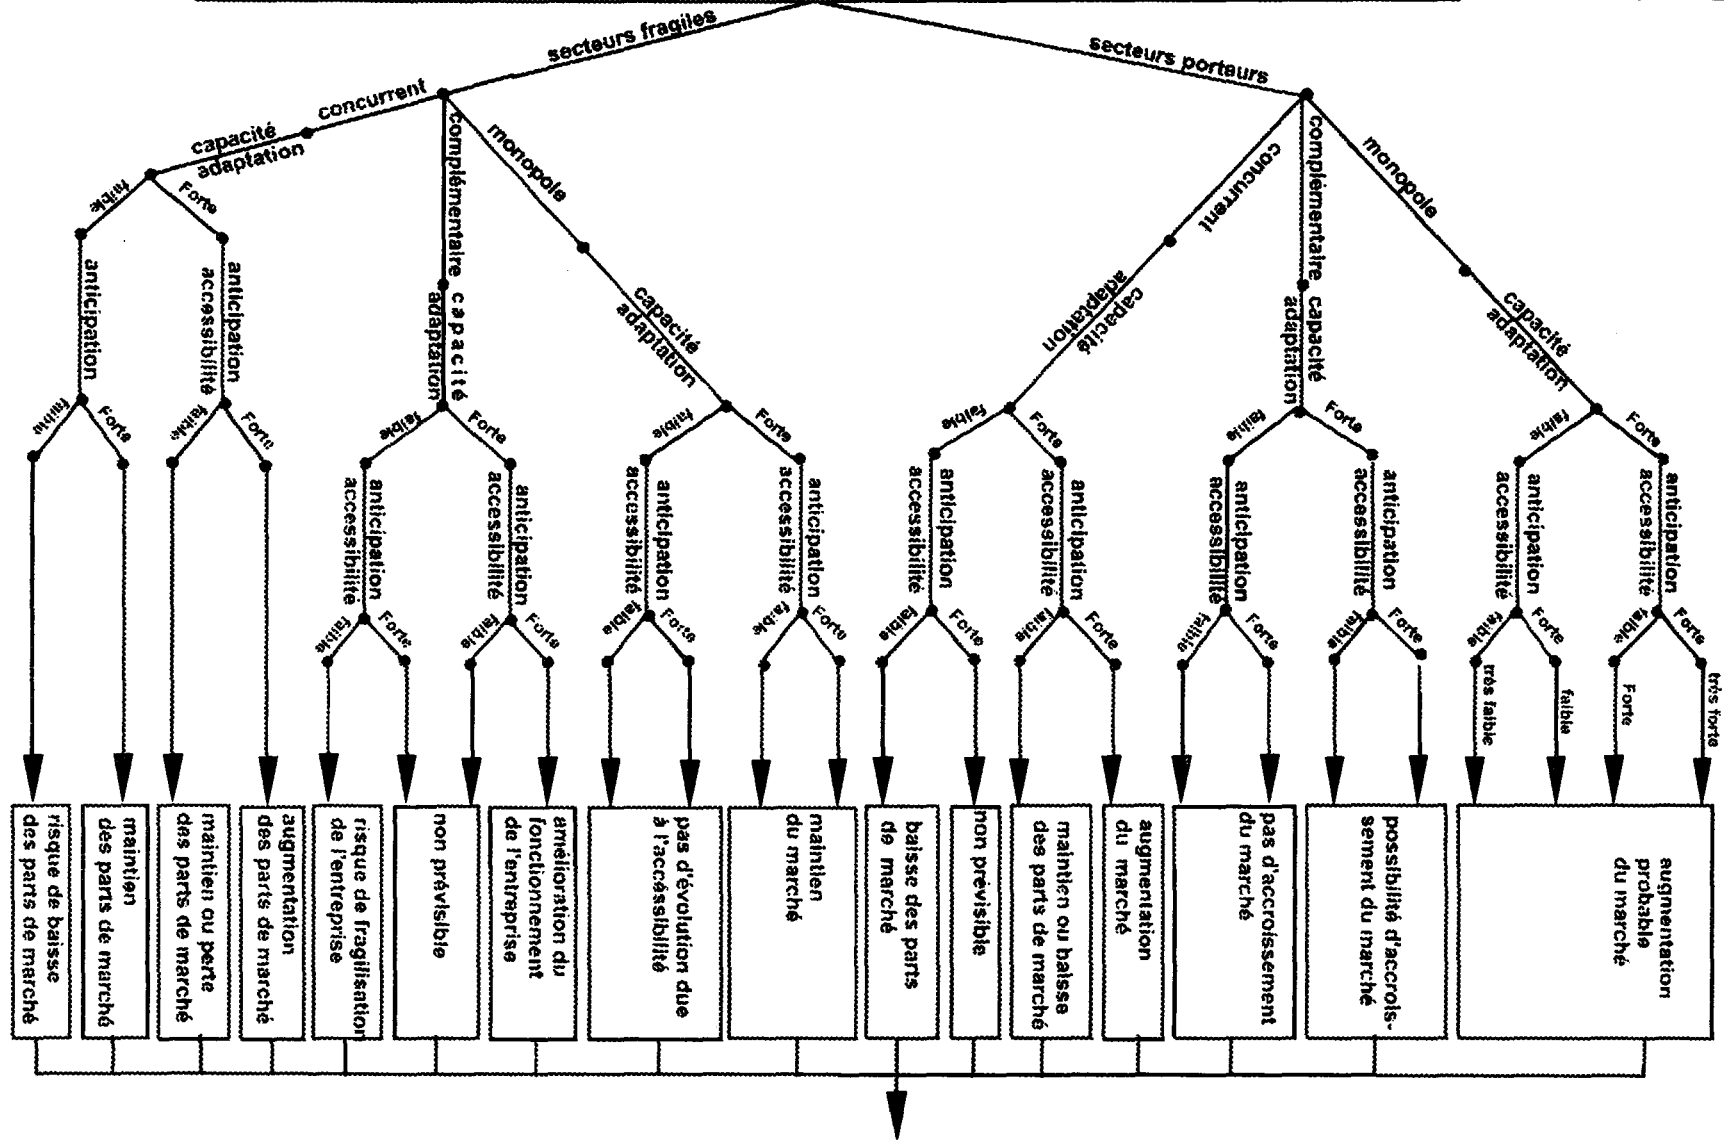 secteurs fragiles
secteurs porteurs
concurrent
complémentaire
monopole
concurrent
complémentaire
monopole
capacité
adaptation
capacité
adaptation
capacité
adaptation
capacité
adaptation
capacité
adaptation
capacité
adaptation
faible
Forte
anticipation
anticipation
accessibilité
faible
Forte
faible
Forte
faible
Forte
faible
Forte
faible
Forte
faible
Forte
faible
Forte
anticipation
accessibilité
anticipation
accessibilité
anticipation
accessibilité
anticipation
accessibilité
anticipation
accessibilité
anticipation
accessibilité
anticipation
accessibilité
anticipation
accessibilité
anticipation
accessibilité
anticipation
accessibilité
faible
Forte
faible
Forte
faible
Forte
faible
Forte
faible
Forte
faible
Forte
faible
Forte
faible
Forte
faible
Forte
faible
Forte
faible
Forte
très faible
faible
Forte
très forte
risque de baisse
des parts de marché
maintien
des parts de marché
maintien ou perte
des parts de marché
augmentation
des parts de marché
risque de fragilisation
de l'entreprise
non prévisible
amélioration du
fonctionnement
de l'entreprise
pas d'évolution due
à l'accéssibilité
maintien
du marché
baisse des parts
de marché
non prévisible
maintien ou baisse
des parts de marché
augmentation
du marché
pas d'accroissement
du marché
possibilité d'accrois-
sement du marché
augmentation
probable
du marché